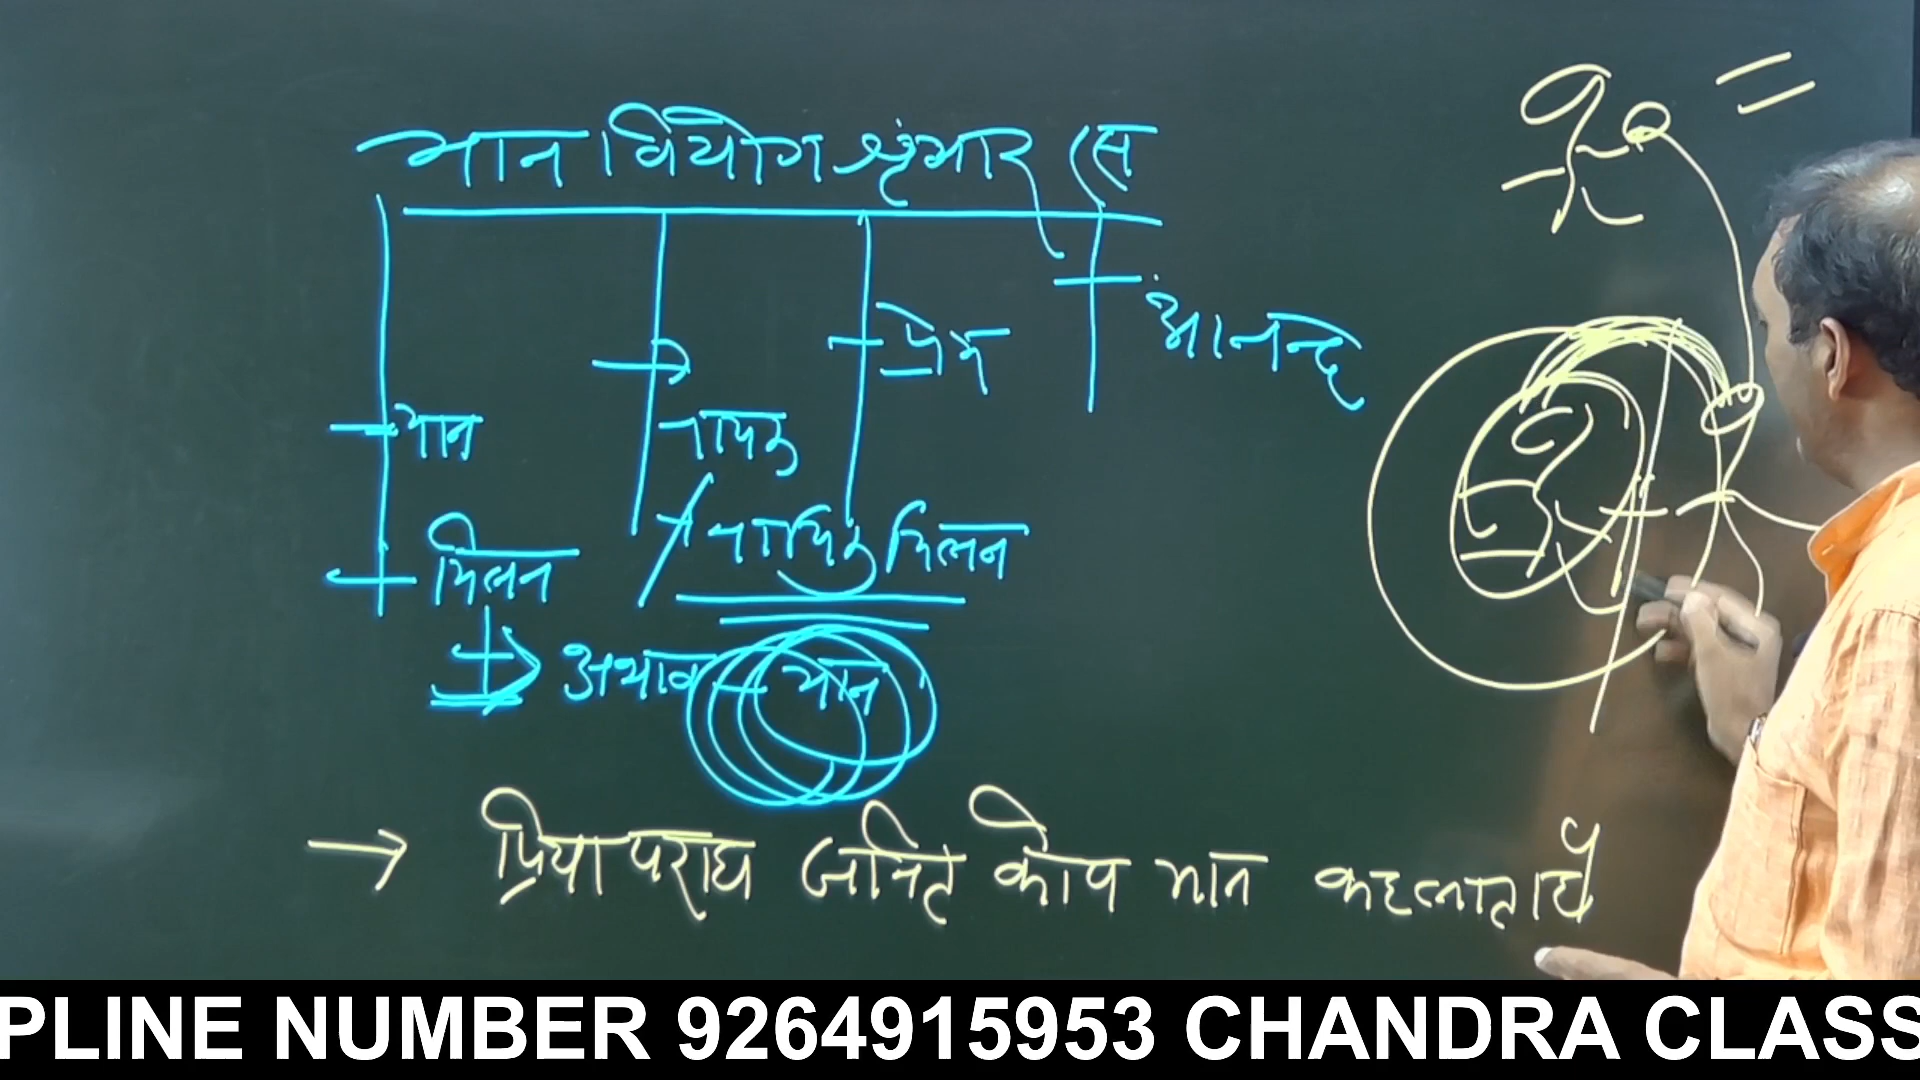 मान वियोग श्रृंगार रस
प्रेम
आनन्द
मान
नायक
नायिका मिलन
मिलन
अभाव मान
→ प्रियापराध जनित कोप मान कहलाता है
PLINE NUMBER 9264915953 CHANDRA CLASS